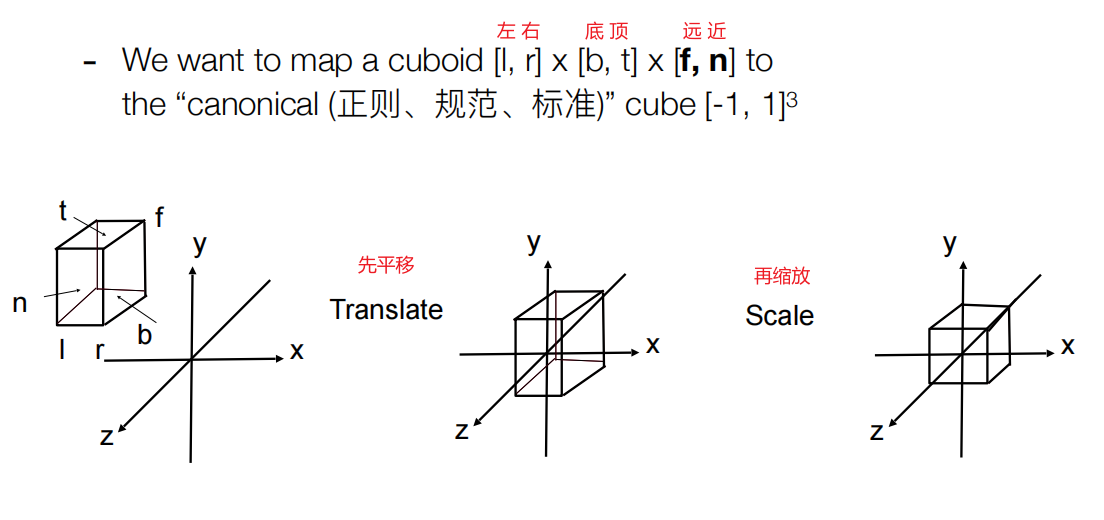 左右 底顶 远近
- We want to map a cuboid [l, r] x [b, t] x [f, n] to
the “canonical (正则、规范、标准)” cube [-1, 1]3
t
f
n
l
r
b
y
x
z
先平移
Translate
y
x
z
再缩放
Scale
y
x
z